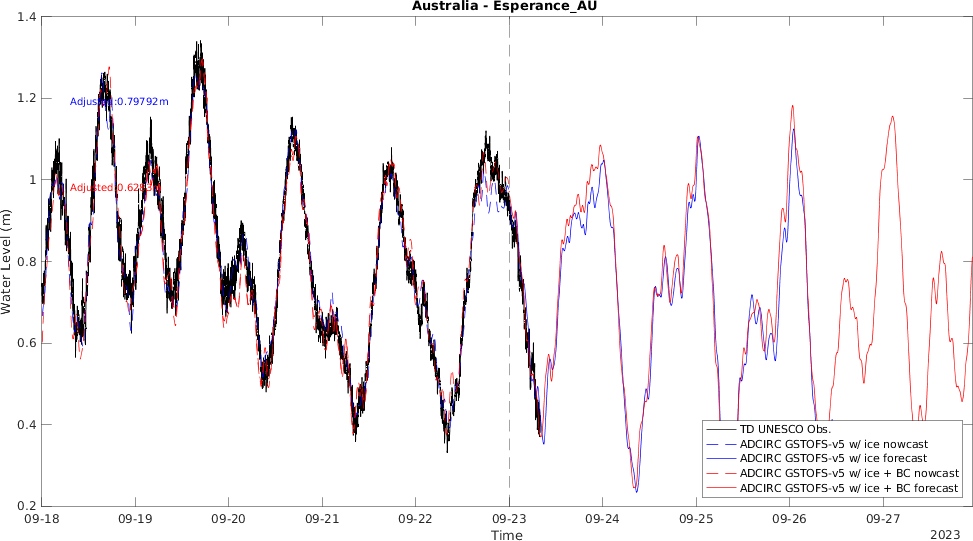 Australia - Esperance_AU
1.4
1.2
1
0.8
0.6
0.4
0.2
Water Level (m)
Adjusted:0.79792m
TD UNESCO Obs.
ADCIRC GSTOFS-v5 w/ ice nowcast
ADCIRC GSTOFS-v5 w/ ice forecast
ADCIRC GSTOFS-v5 w/ ice + BC nowcast
ADCIRC GSTOFS-v5 w/ ice + BC forecast
09-18 09-19 09-20 09-21 09-22 09-23 09-24 09-25 09-26 09-27
Time
2023